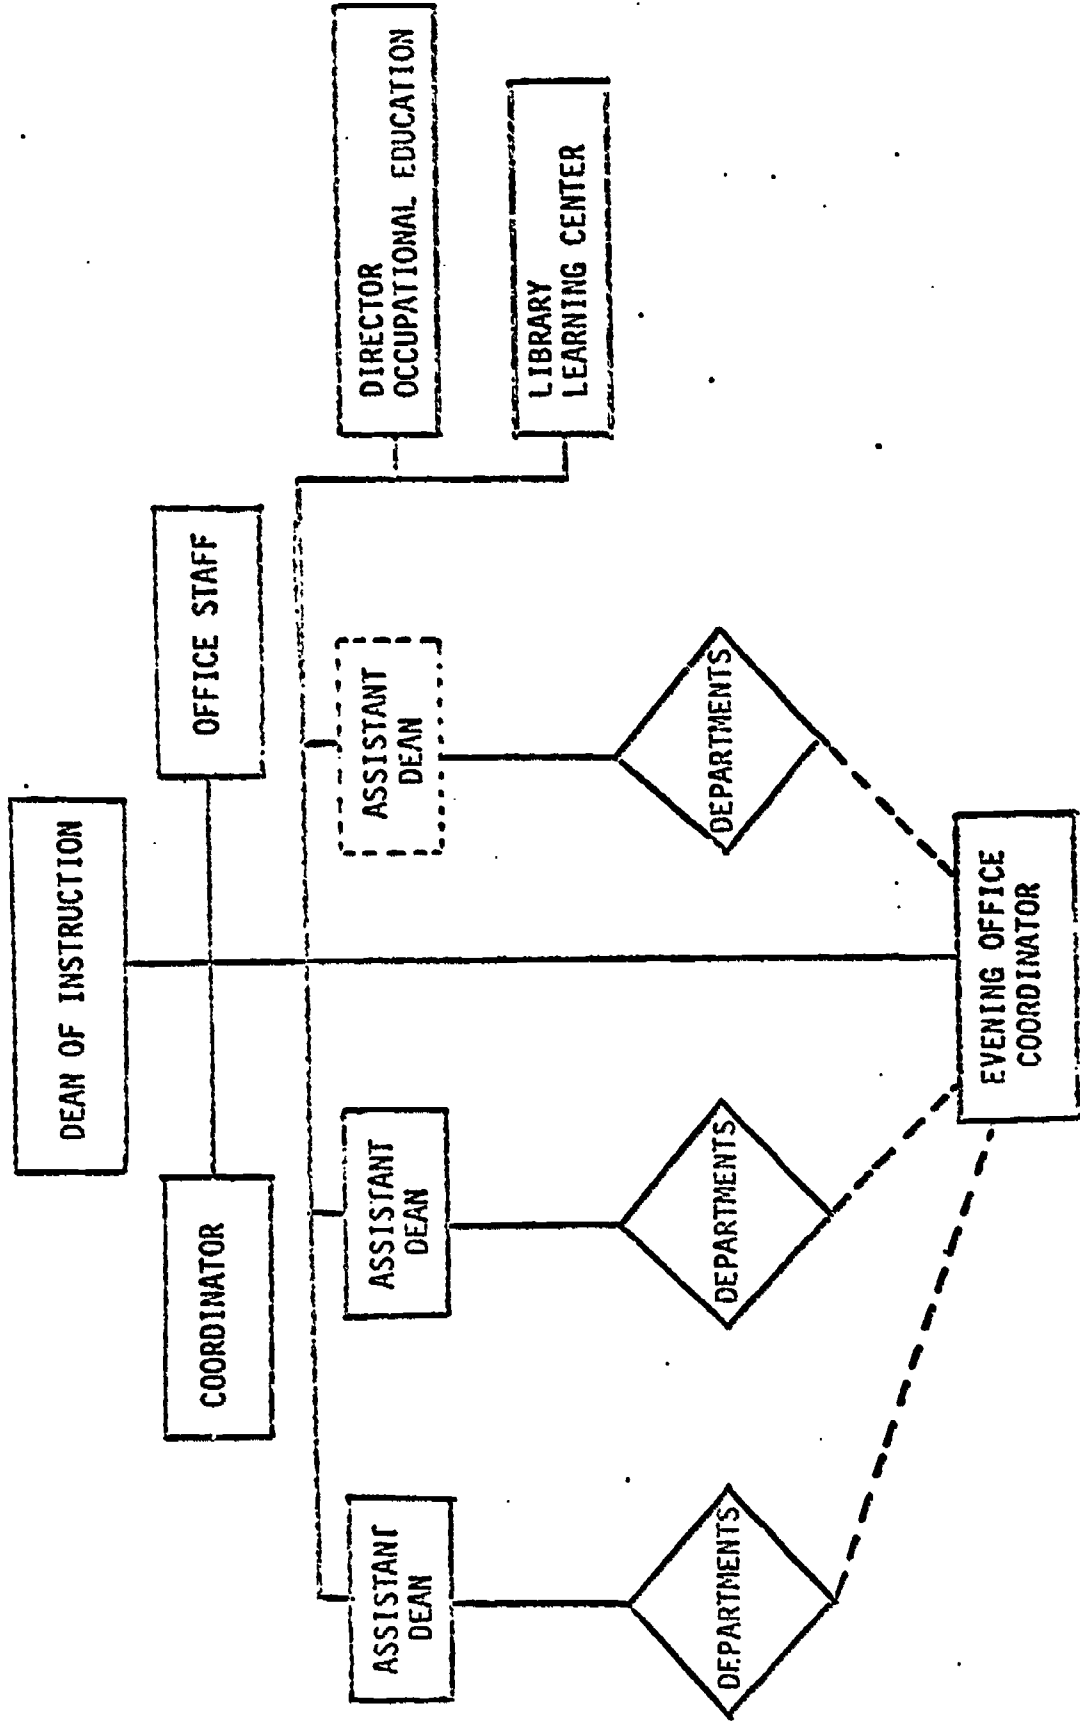 DEAN OF INSTRUCTION
COORDINATOR
OFFICE STAFF
ASSISTANT
DEAN
ASSISTANT
DEAN
ASSISTANT
DEAN
DIRECTOR
OCCUPATIONAL EDUCATION
LIBRARY
LEARNING CENTER
DEPARTMENTS
DEPARTMENTS
DEPARTMENTS
EVENING OFFICE
COORDINATOR